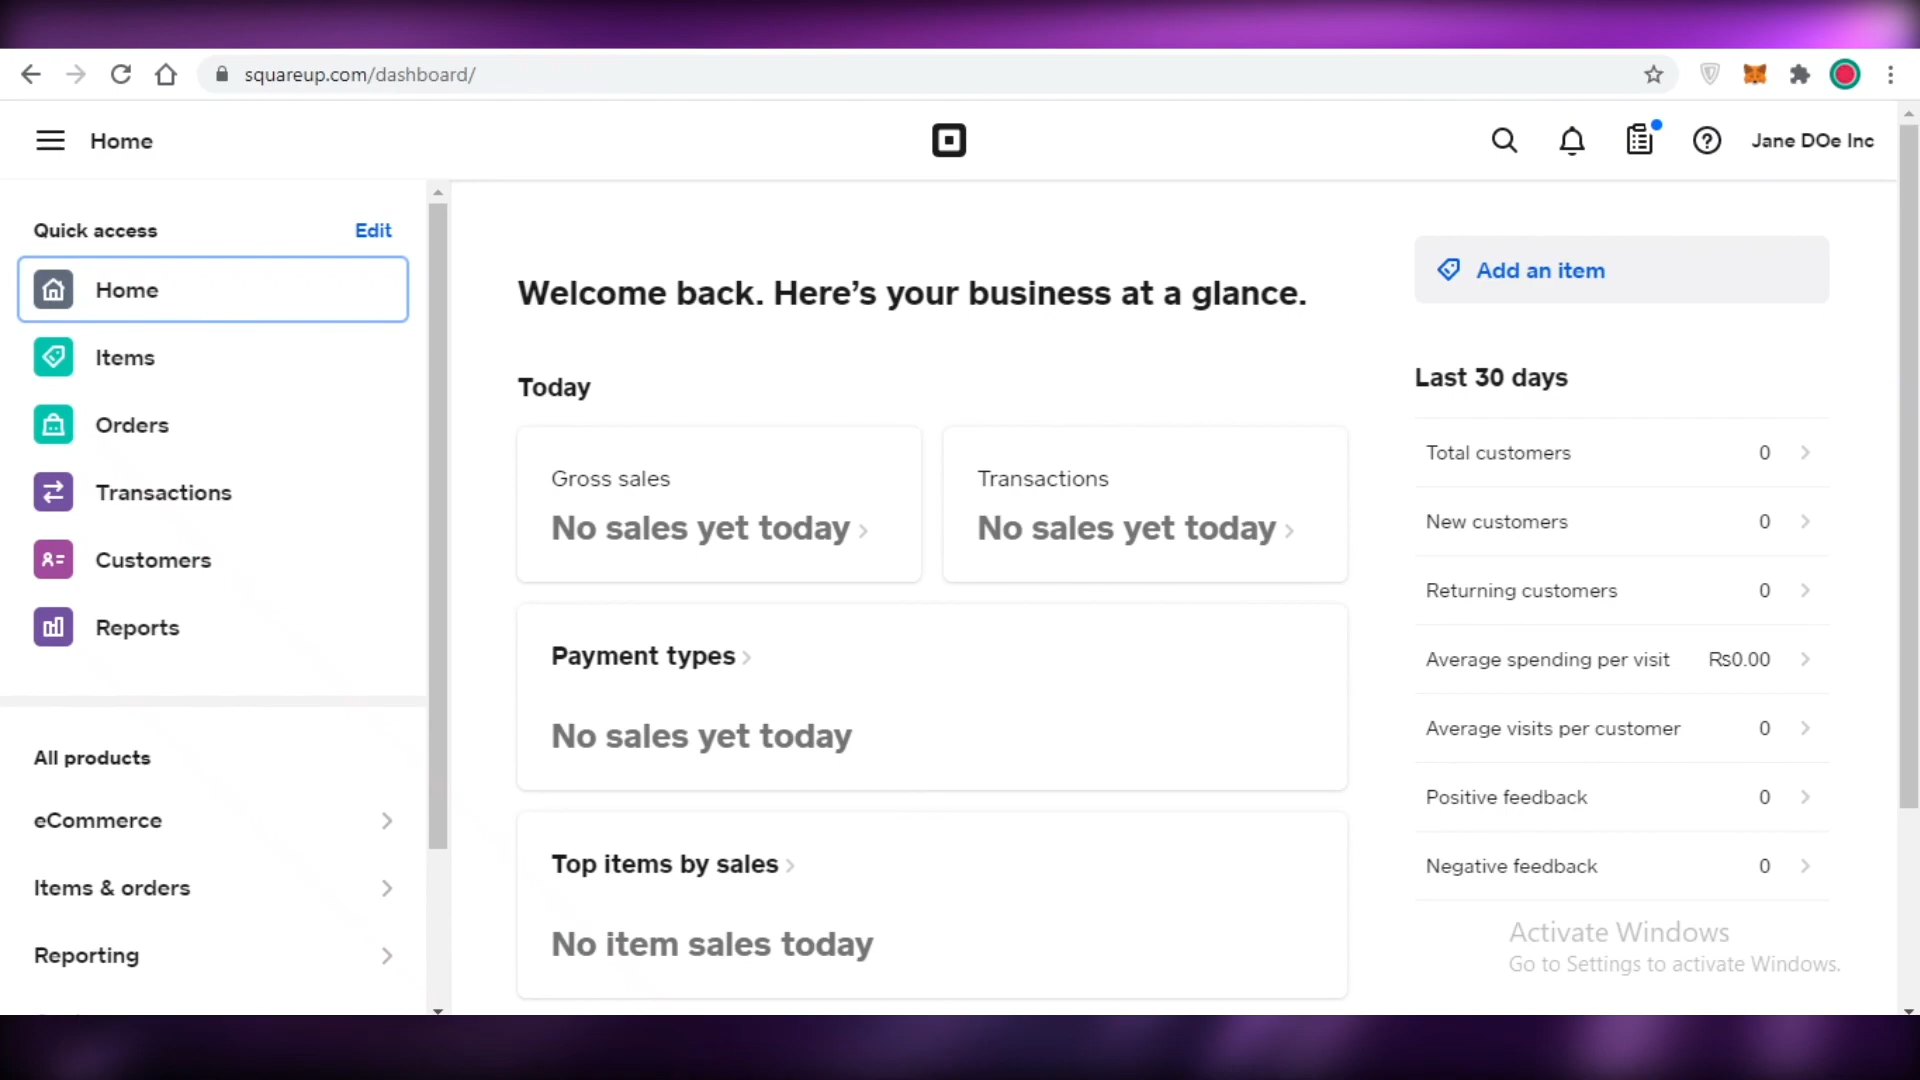 squareup.com/dashboard/
Home
Jane DOe Inc
Quick access
Edit
Home
Items
Orders
Transactions
Customers
Reports
All products
eCommerce
Items & orders
Reporting
Welcome back. Here’s your business at a glance.
Today
Gross sales
No sales yet today
Transactions
No sales yet today
Payment types
No sales yet today
Top items by sales
No item sales today
Add an item
Last 30 days
Total customers 0
New customers 0
Returning customers 0
Average spending per visit Rs0.00
Average visits per customer 0
Positive feedback 0
Negative feedback 0
Activate Windows
Go to Settings to activate Windows.